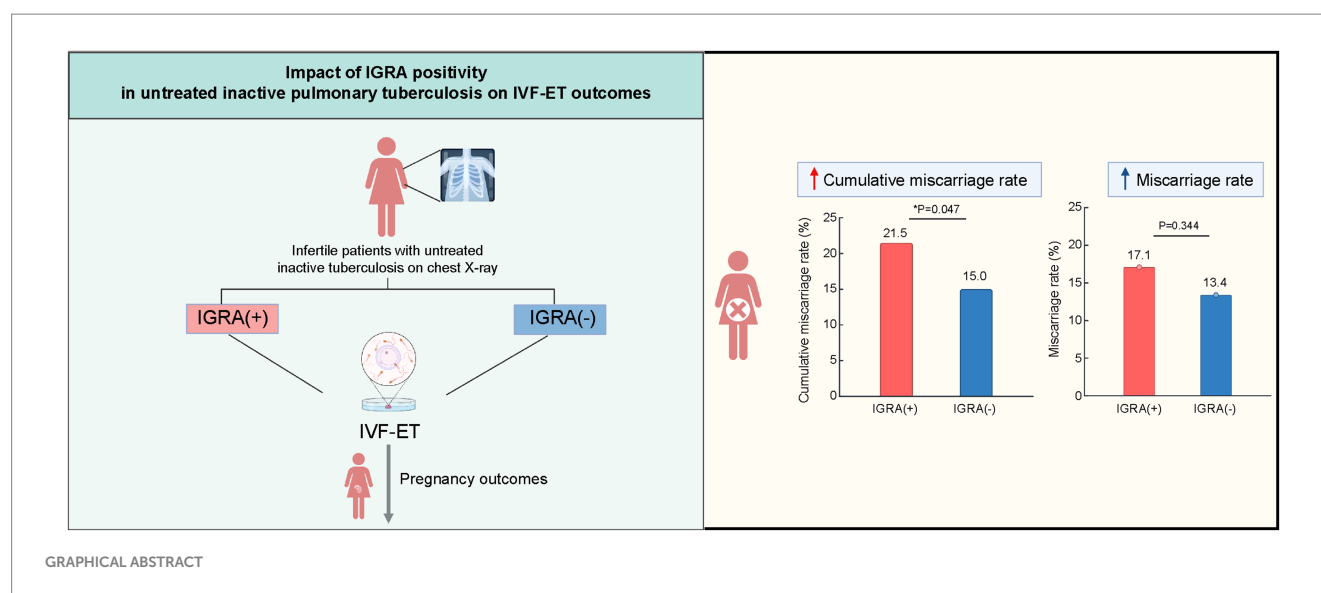 Impact of IGRA positivity
in untreated inactive pulmonary tuberculosis on IVF-ET outcomes
Infertile patients with untreated
inactive tuberculosis on chest X-ray
IGRA(+)
IGRA(-)
IVF-ET
Pregnancy outcomes
Cumulative miscarriage rate
Cumulative miscarriage rate (%)
25
20
15
10
5
0
*P=0.047
21.5
15.0
IGRA(+)
IGRA(-)
Miscarriage rate
Miscarriage rate (%)
25
20
15
10
5
0
P=0.344
17.1
13.4
IGRA(+)
IGRA(-)
GRAPHICAL ABSTRACT